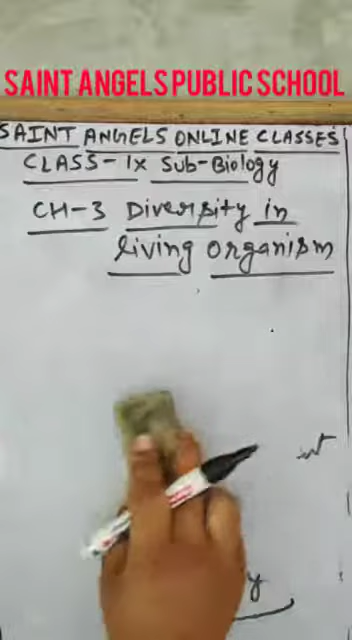 SAINT ANGELS PUBLIC SCHOOL
SAINT ANGELS ONLINE CLASSES
CLASS-IX SUB-Biology
CH-3 Diversity in
living organism